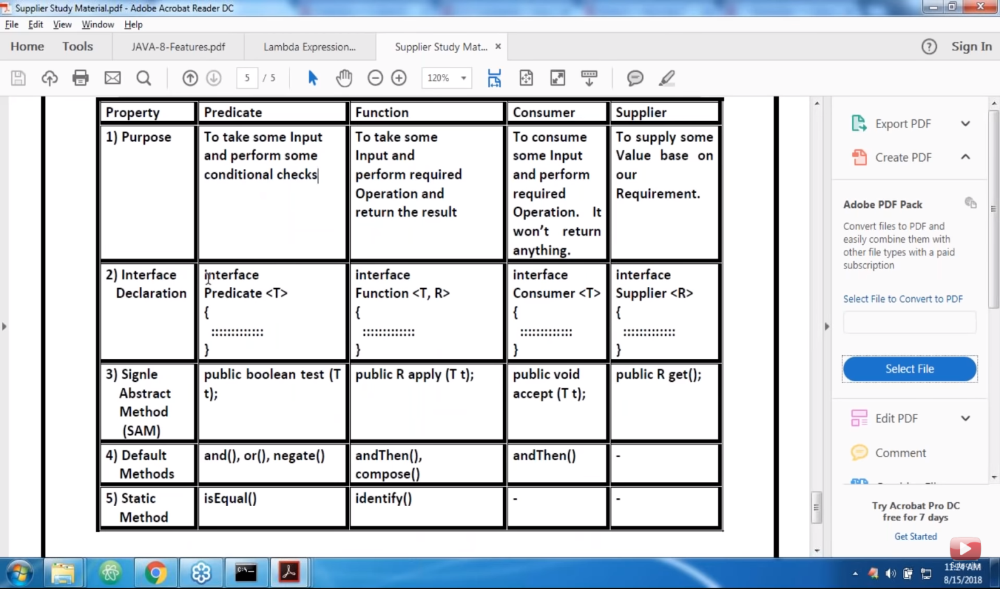 Supplier Study Material.pdf - Adobe Acrobat Reader DC
File Edit View Window Help
Home Tools JAVA-8-Features.pdf Lambda Expression... Supplier Study Mat... × Sign In
5 / 5 120%
Property Predicate Function Consumer Supplier
1) Purpose
To take some Input
and perform some
conditional checks
To take some
Input and
perform required
Operation and
return the result
To consume
some Input
and perform
required
Operation. It
won't return
anything.
To supply some
Value base on
our
Requirement.
2) Interface
Declaration
interface
Predicate <T>
{
:::::::::::::
}
interface
Function <T, R>
{
:::::::::::::
}
interface
Consumer <T>
{
:::::::::::::
}
interface
Supplier <R>
{
:::::::::::::
}
3) Signle
Abstract
Method
(SAM)
public boolean test (T
t);
public R apply (T t);
public void
accept (T t);
public R get();
4) Default
Methods
and(), or(), negate()
andThen(),
compose()
andThen()
-
5) Static
Method
isEqual()
identify()
-
-
Export PDF
Create PDF
Adobe PDF Pack
Convert files to PDF and
easily combine them with
other file types with a paid
subscription
Select File to Convert to PDF
Select File
Edit PDF
Comment
Try Acrobat Pro DC
free for 7 days
Get Started
11:24 AM
8/15/2018